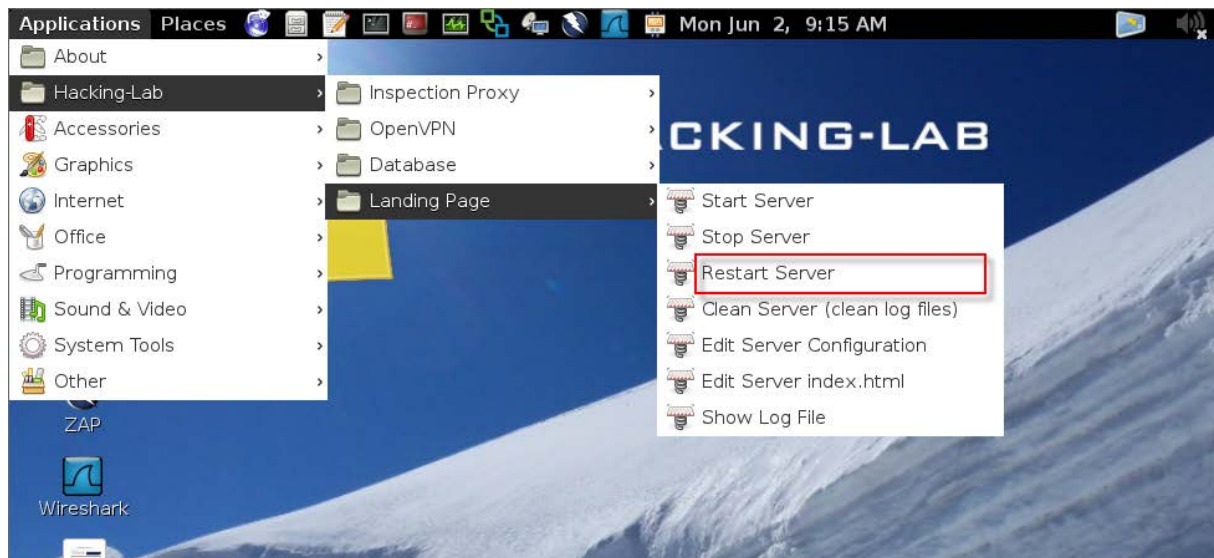 Applications Places Mon Jun 2, 9:15 AM
About
Hacking-Lab
Accessories
Graphics
Internet
Office
Programming
Sound & Video
System Tools
Other
Inspection Proxy
OpenVPN
Database
Landing Page
Start Server
Stop Server
Restart Server
Clean Server (clean log files)
Edit Server Configuration
Edit Server index.html
Show Log File
CKING-LAB
ZAP
Wireshark